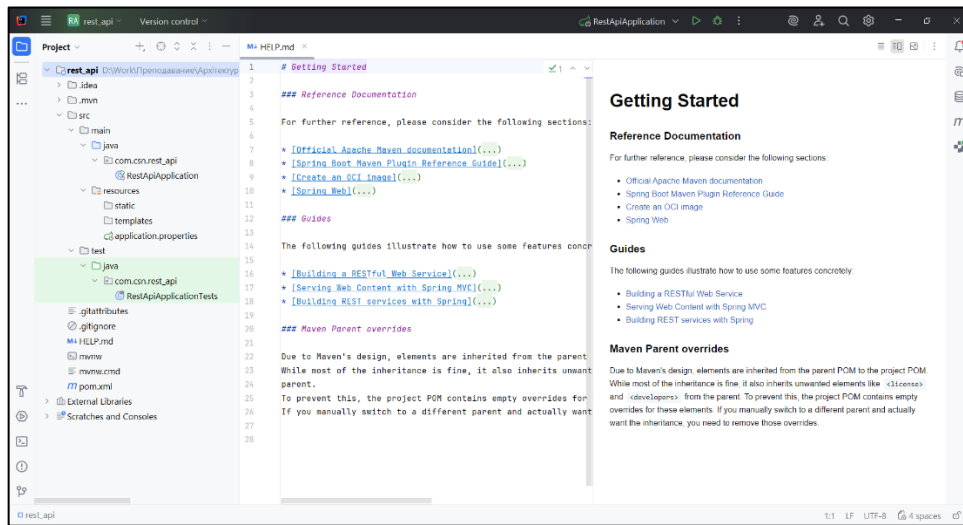 RA rest_api Version control RestApiApplication
Project
M↓ HELP.md
rest_api D:\Work\Преподавание\Архітектур
.idea
.mvn
src
main
java
com.csn.rest_api
RestApiApplication
resources
static
templates
application.properties
test
java
com.csn.rest_api
RestApiApplicationTests
.gitattributes
.gitignore
M↓ HELP.md
mvnw
mvnw.cmd
m pom.xml
External Libraries
Scratches and Consoles
1 # Getting Started 1
2
3 ### Reference Documentation
4
5 For further reference, please consider the following sections:
6
7 * [Official Apache Maven documentation](...)
8 * [Spring Boot Maven Plugin Reference Guide](...)
9 * [Create an OCI image](...)
10 * [Spring Web](...)
11
12 ### Guides
13
14 The following guides illustrate how to use some features concr
15
16 * [Building a RESTful Web Service](...)
17 * [Serving Web Content with Spring MVC](...)
18 * [Building REST services with Spring](...)
19
20 ### Maven Parent overrides
21
22 Due to Maven's design, elements are inherited from the parent
23 While most of the inheritance is fine, it also inherits unwant
24 parent.
25 To prevent this, the project POM contains empty overrides for
26 If you manually switch to a different parent and actually want
27
28
Getting Started
Reference Documentation
For further reference, please consider the following sections:
• Official Apache Maven documentation
• Spring Boot Maven Plugin Reference Guide
• Create an OCI image
• Spring Web
Guides
The following guides illustrate how to use some features concretely:
• Building a RESTful Web Service
• Serving Web Content with Spring MVC
• Building REST services with Spring
Maven Parent overrides
Due to Maven's design, elements are inherited from the parent POM to the project POM.
While most of the inheritance is fine, it also inherits unwanted elements like <license>
and <developers> from the parent. To prevent this, the project POM contains empty
overrides for these elements. If you manually switch to a different parent and actually
want the inheritance, you need to remove those overrides.
m
rest_api
1:1 LF UTF-8 4 spaces